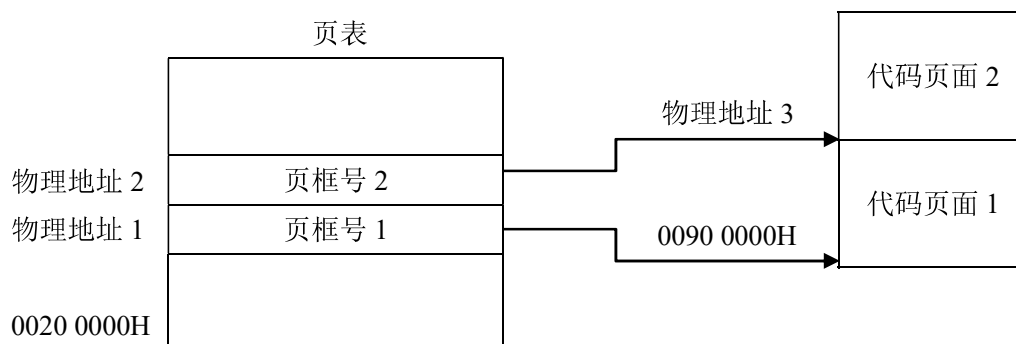 页表
代码页面 2
物理地址 3
物理地址 2
页框号 2
代码页面 1
物理地址 1
页框号 1
0090 0000H
0020 0000H